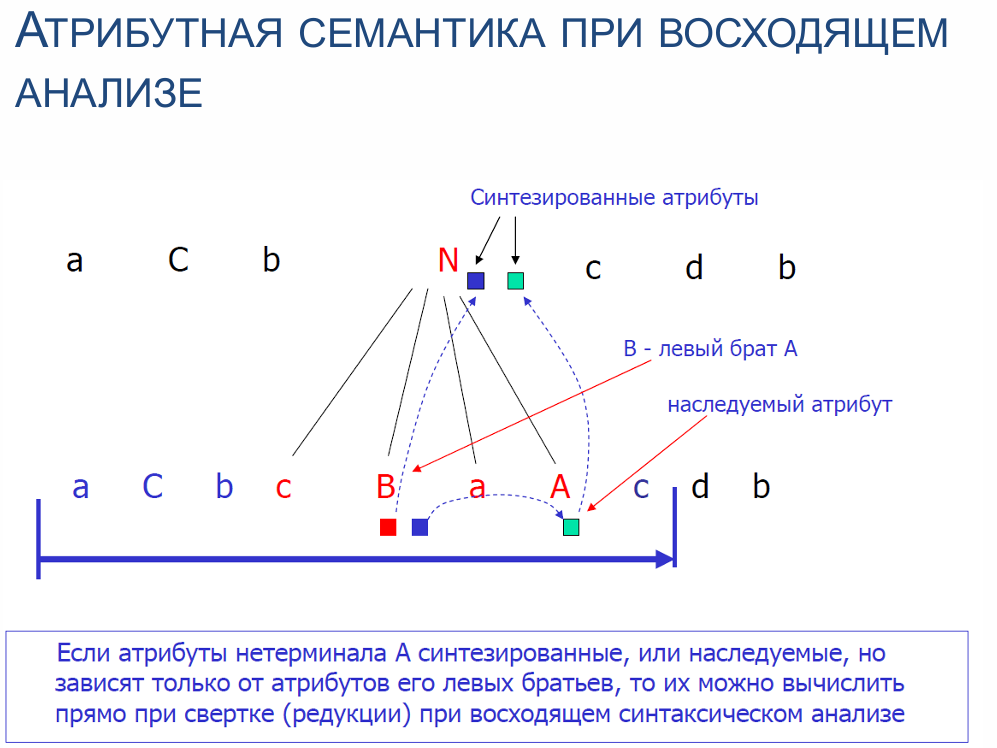 АТРИБУТНАЯ СЕМАНТИКА ПРИ ВОСХОДЯЩЕМ
АНАЛИЗЕ
Синтезированные атрибуты
a C b N c d b
B - левый брат A
наследуемый атрибут
a C b c B a A c d b
Если атрибуты нетерминала A синтезированные, или наследуемые, но
зависят только от атрибутов его левых братьев, то их можно вычислить
прямо при свертке (редукции) при восходящем синтаксическом анализе